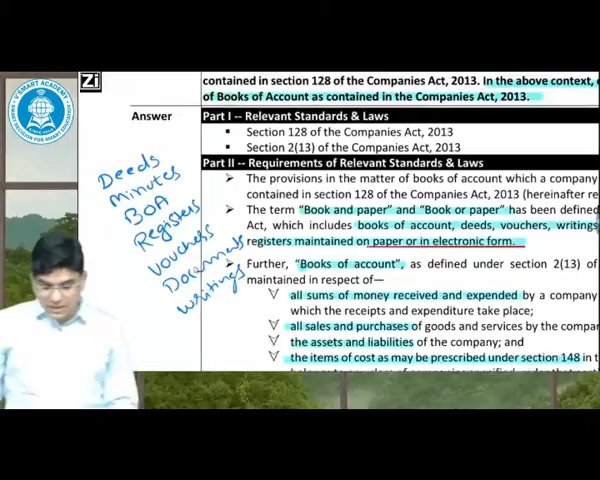 V SMART ACADEMY
Zi
contained in section 128 of the Companies Act, 2013. In the above context,
of Books of Account as contained in the Companies Act, 2013.
Answer
Part I -- Relevant Standards & Laws
▪ Section 128 of the Companies Act, 2013
▪ Section 2(13) of the Companies Act, 2013
Part II -- Requirements of Relevant Standards & Laws
➤ The provisions in the matter of books of account which a company
contained in section 128 of the Companies Act, 2013 (hereinafter
➤ The term "Book and paper" and "Book or paper" has been defined
Act, which includes books of account, deeds, vouchers, writings
registers maintained on paper or in electronic form.
➤ Further, "Books of account", as defined under section 2(13) of
maintained in respect of—
all sums of money received and expended by a company
which the receipts and expenditure take place;
all sales and purchases of goods and services by the
the assets and liabilities of the company; and
the items of cost as may be prescribed under section 148 in
Deeds
Minutes
BOA
Registers
Vouchers
Documents
Writings